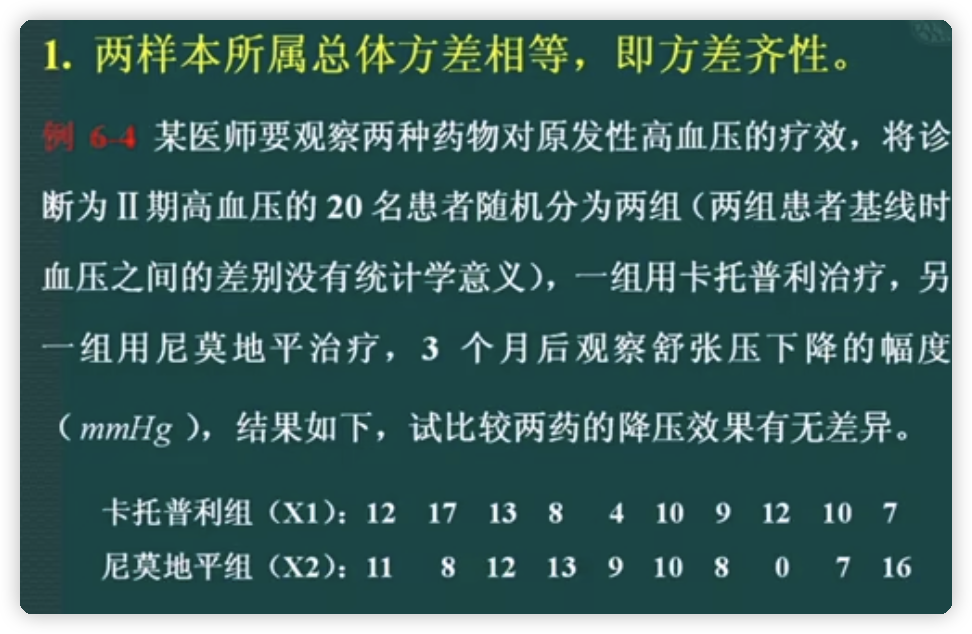 1. 两样本所属总体方差相等，即方差齐性。
例 6-4 某医师要观察两种药物对原发性高血压的疗效，将诊
断为Ⅱ期高血压的 20 名患者随机分为两组（两组患者基线时
血压之间的差别没有统计学意义），一组用卡托普利治疗，另
一组用尼莫地平治疗，3 个月后观察舒张压下降的幅度
（mmHg），结果如下，试比较两药的降压效果有无差异。
卡托普利组（X1）：12 17 13 8 4 10 9 12 10 7
尼莫地平组（X2）：11 8 12 13 9 10 8 0 7 16